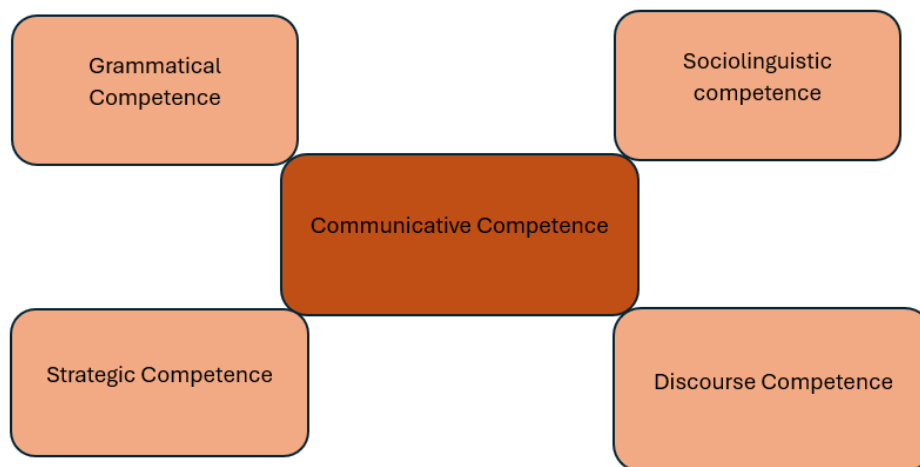 Grammatical
Competence
Sociolinguistic
competence
Communicative Competence
Strategic Competence
Discourse Competence